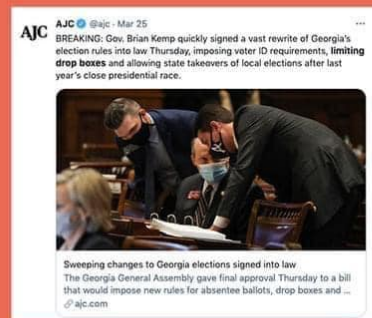 AJC AJC @ajc · Mar 25 ...
BREAKING: Gov. Brian Kemp quickly signed a vast rewrite of Georgia's
election rules into law Thursday, imposing voter ID requirements, limiting
drop boxes and allowing state takeovers of local elections after last
year's close presidential race.
Sweeping changes to Georgia elections signed into law
The Georgia General Assembly gave final approval Thursday to a bill
that would impose new rules for absentee ballots, drop boxes and ...
ajc.com